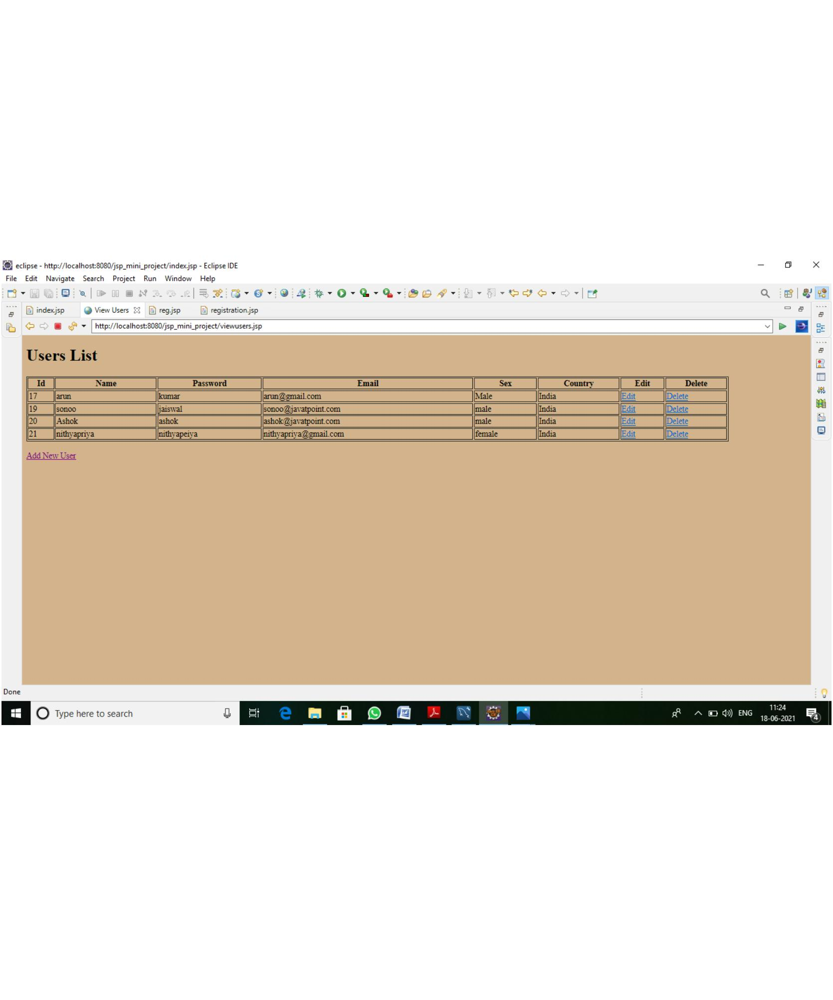 eclipse - http://localhost:8080/jsp_mini_project/index.jsp - Eclipse IDE
File Edit Navigate Search Project Run Window Help
index.jsp View Users reg.jsp registration.jsp
http://localhost:8080/jsp_mini_project/viewusers.jsp
Users List
Id Name Password Email Sex Country Edit Delete
17 arun kumar arun@gmail.com Male India Edit Delete
19 sonoo jaiswal sonoo@javatpoint.com male India Edit Delete
20 Ashok ashok ashok@javatpoint.com male India Edit Delete
21 nithyapriya nithyapeiya nithyapriya@gmail.com female India Edit Delete
Add New User
Done
Type here to search
ENG
11:24
18-06-2021
4